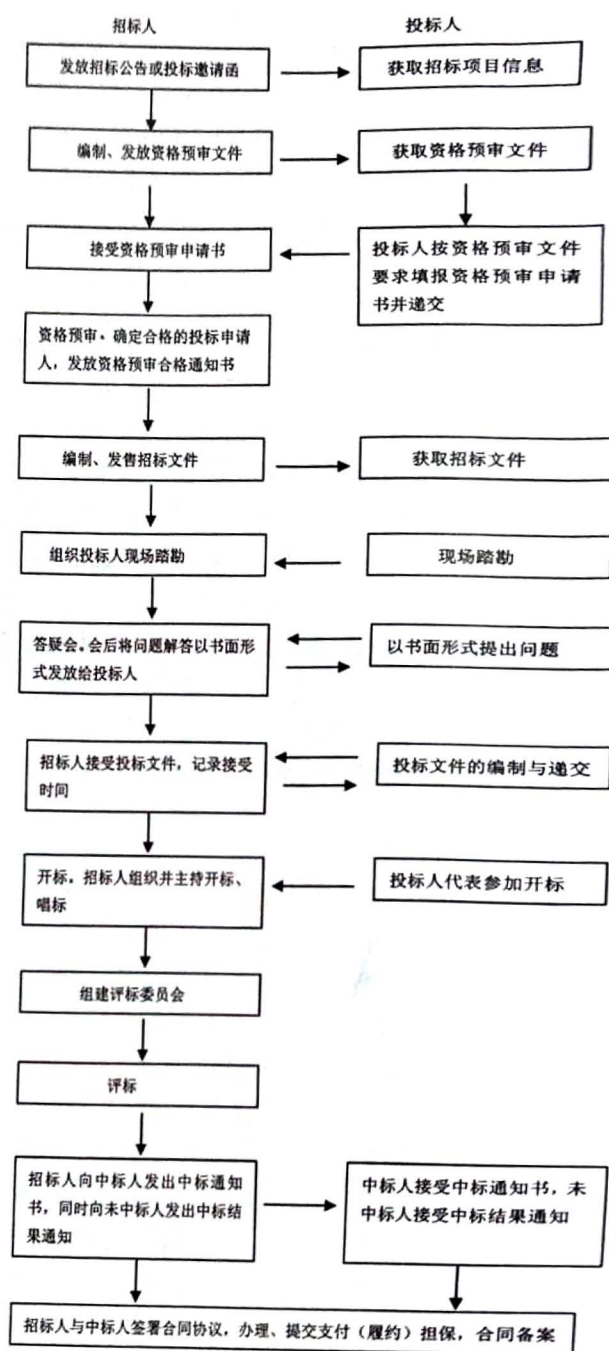 招标人
投标人
发放招标公告或投标邀请函
获取招标项目信息
编制、发放资格预审文件
获取资格预审文件
接受资格预审申请书
投标人按资格预审文件
要求填报资格预审申请
书并递交
资格预审。确定合格的投标申请
人，发放资格预审合格通知书
编制、发售招标文件
获取招标文件
组织投标人现场踏勘
现场踏勘
答疑会。会后将问题解答以书面形
式发放给投标人
以书面形式提出问题
招标人接受投标文件，记录接受
时间
投标文件的编制与递交
开标。招标人组织并主持开标、
唱标
投标人代表参加开标
组建评标委员会
评标
招标人向中标人发出中标通知
书，同时向未中标人发出中标结
果通知
中标人接受中标通知书，未
中标人接受中标结果通知
招标人与中标人签署合同协议，办理、提交支付（履约）担保，合同备案